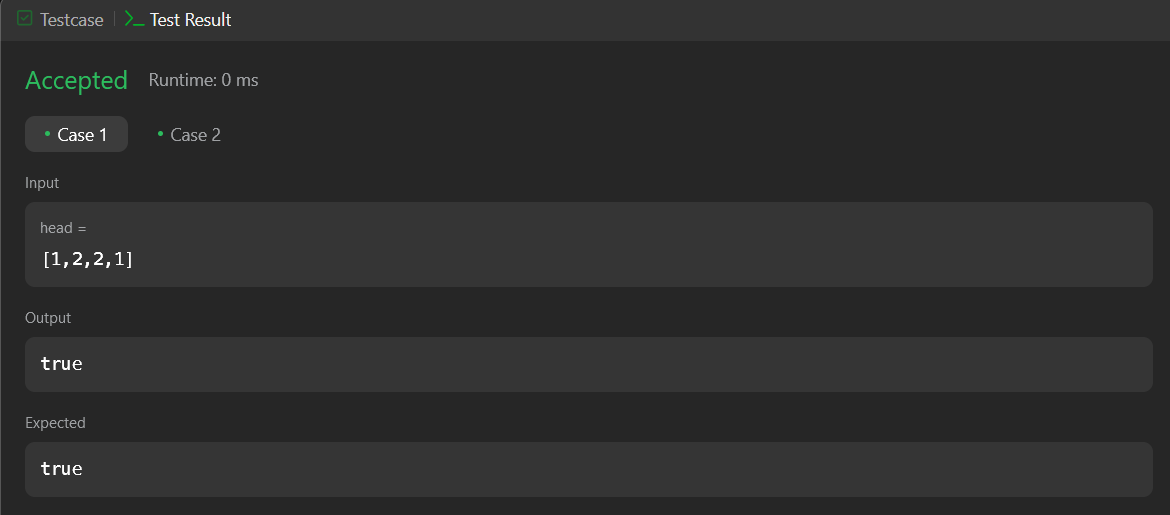 Testcase | Test Result
Accepted Runtime: 0 ms
Case 1 Case 2
Input
head =
[1,2,2,1]
Output
true
Expected
true